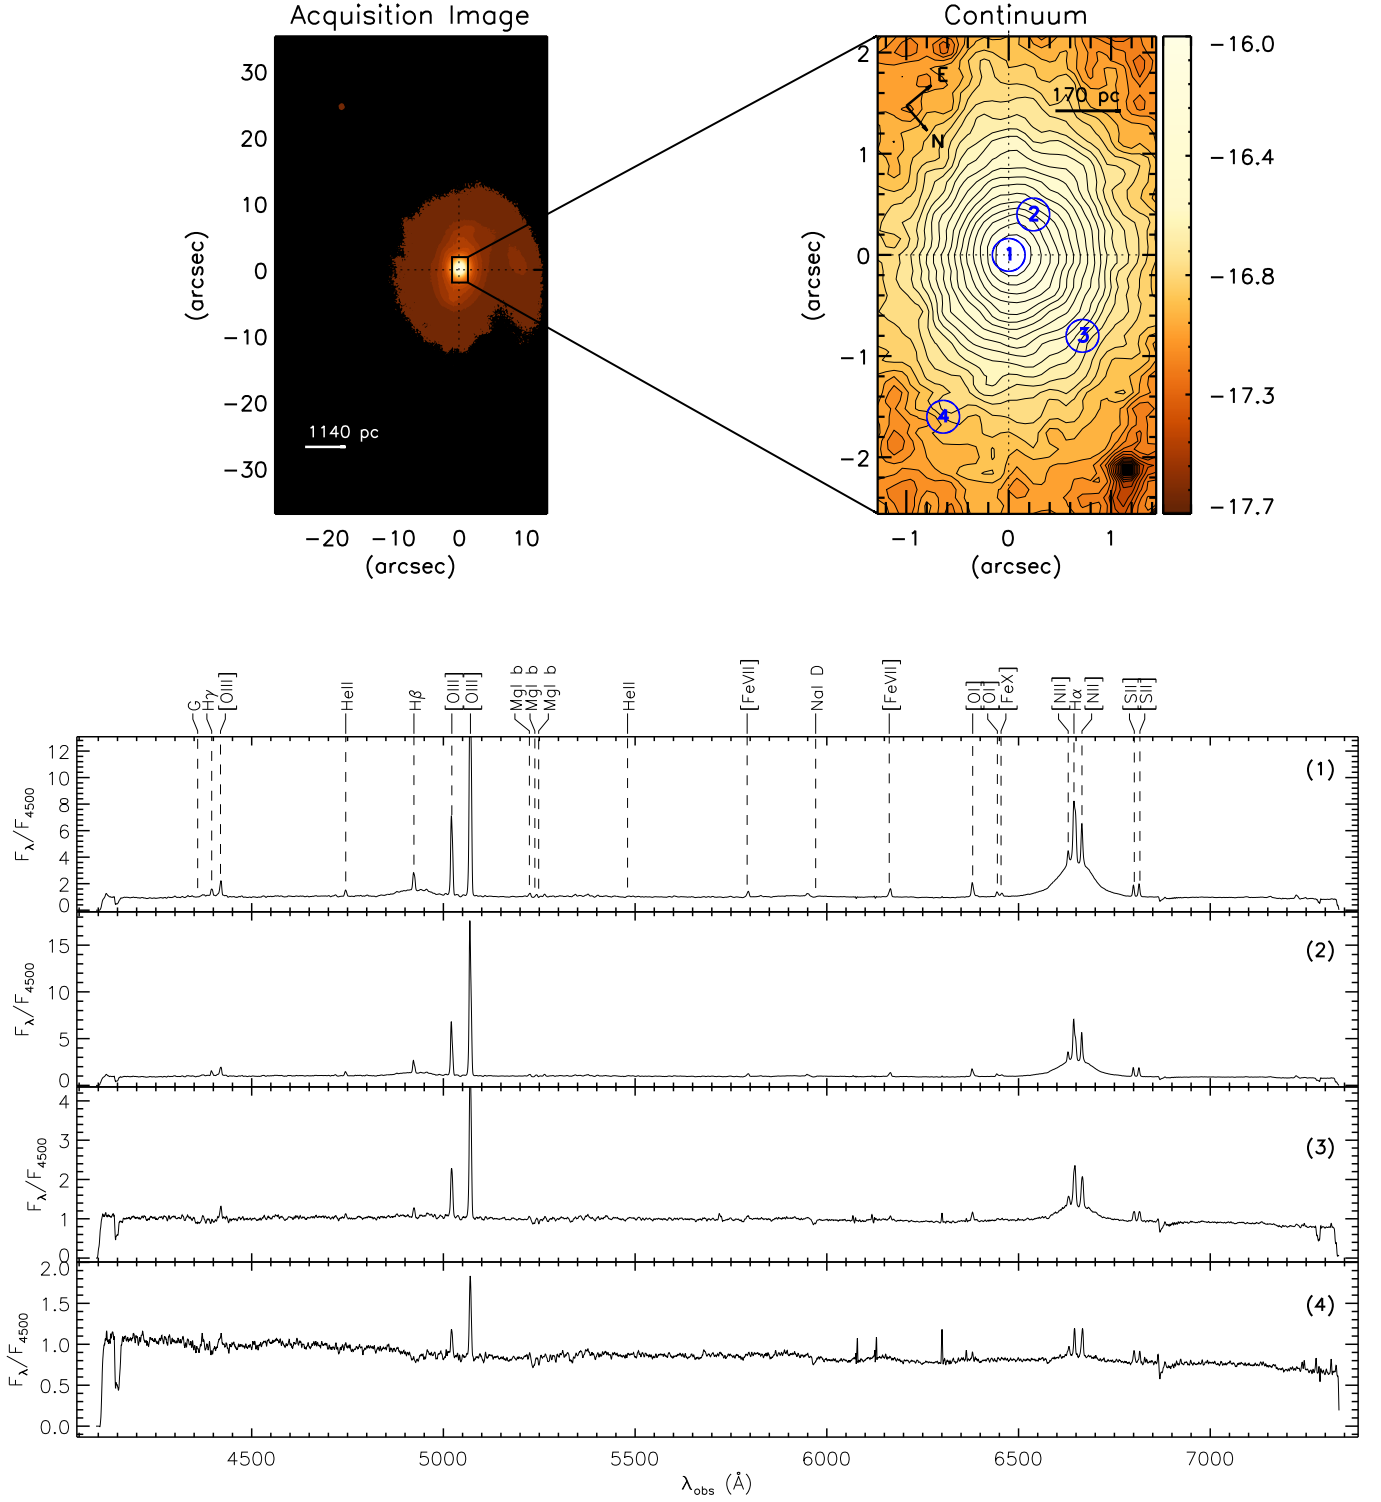 Acquisition Image
Continuum
30
20
10
0
−10
−20
−30
(arcsec)
1140 pc
−20 −10 0 10
(arcsec)
2
1
0
−1
−2
(arcsec)
E
N
170 pc
1
2
3
4
−1 0 1
(arcsec)
−16.0
−16.4
−16.8
−17.3
−17.7
G
Hγ
[OIII]
HeII
Hβ
[OIII]
[OIII]
MgI b
MgI b
MgI b
HeII
[FeVII]
NaI D
[FeVII]
[OI]
[OI]
[FeX]
[NII]
Hα
[NII]
[SII]
[SII]
12
10
8
6
4
2
0
Fλ/F4500
(1)
15
10
5
0
Fλ/F4500
(2)
4
3
2
1
0
Fλ/F4500
(3)
2.0
1.5
1.0
0.5
0.0
Fλ/F4500
(4)
4500 5000 5500 6000 6500 7000
λobs (Å)